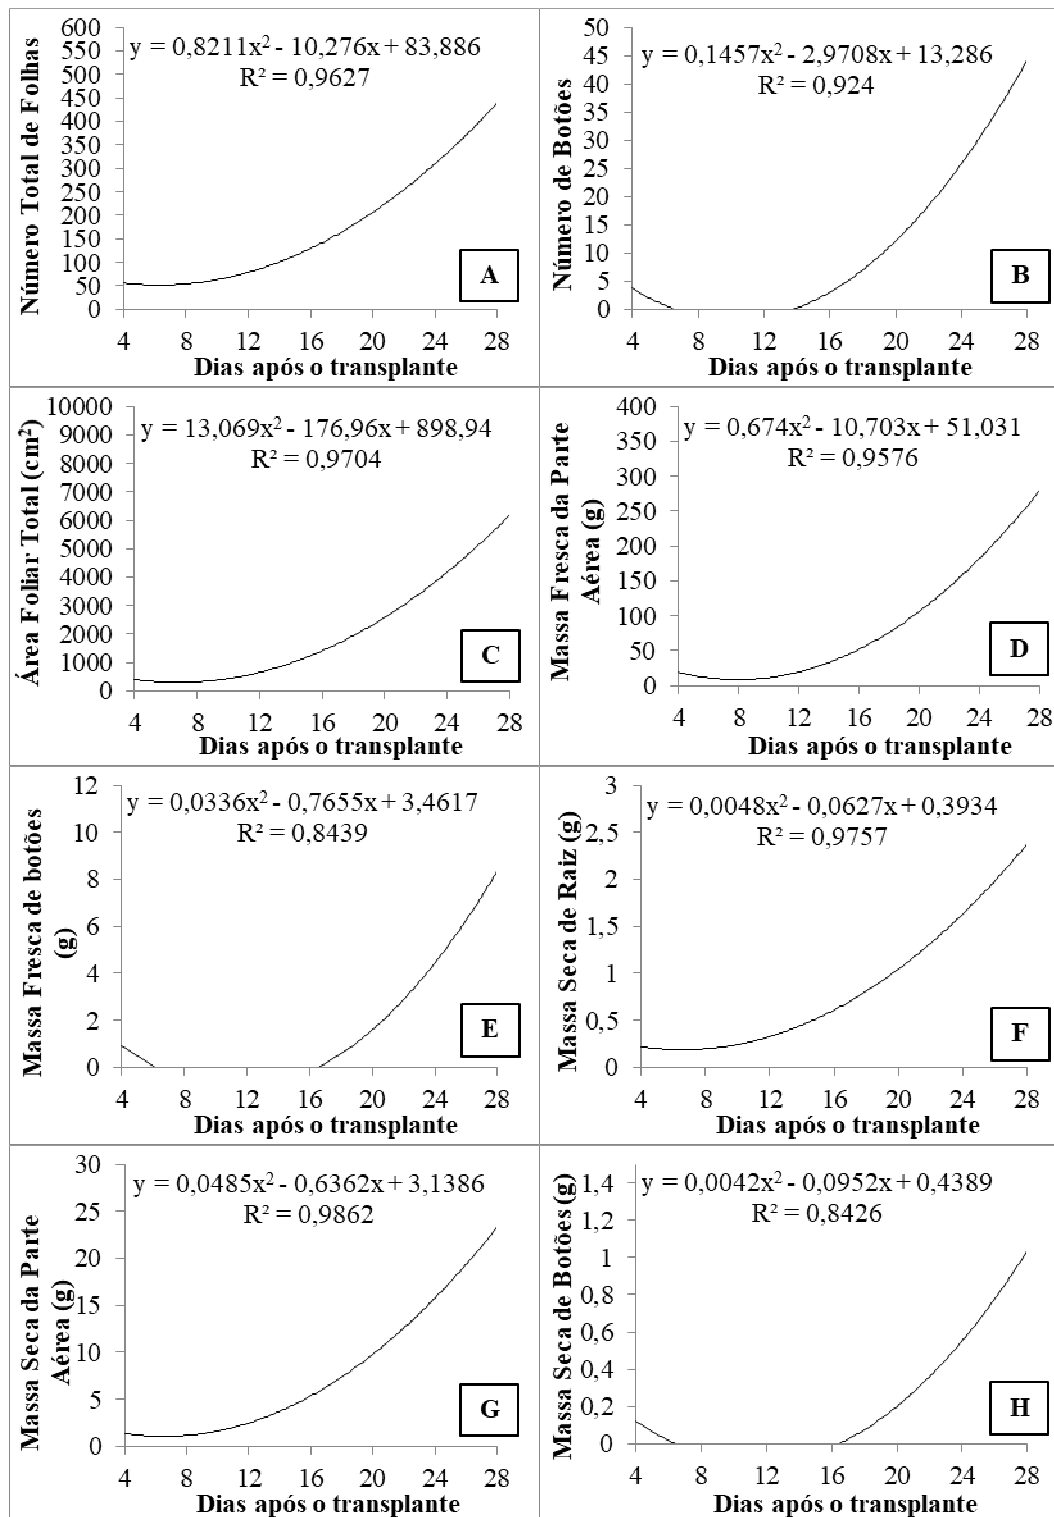 Número Total de Folhas
600
550
500
450
400
350
300
250
200
150
100
50
0
y = 0,8211x² - 10,276x + 83,886
R² = 0,9627
A
4 8 12 16 20 24 28
Dias após o transplante
Número de Botões
50
45
40
35
30
25
20
15
10
5
0
y = 0,1457x² - 2,9708x + 13,286
R² = 0,924
B
4 8 12 16 20 24 28
Dias após o transplante
Área Foliar Total (cm²)
10000
9000
8000
7000
6000
5000
4000
3000
2000
1000
0
y = 13,069x² - 176,96x + 898,94
R² = 0,9704
C
4 8 12 16 20 24 28
Dias após o transplante
Massa Fresca da Parte
Aérea (g)
400
350
300
250
200
150
100
50
0
y = 0,674x² - 10,703x + 51,031
R² = 0,9576
D
4 8 12 16 20 24 28
Dias após o transplante
Massa Fresca de botões
(g)
12
10
8
6
4
2
0
y = 0,0336x² - 0,7655x + 3,4617
R² = 0,8439
E
4 8 12 16 20 24 28
Dias após o transplante
Massa Seca de Raiz (g)
3
2,5
2
1,5
1
0,5
0
y = 0,0048x² - 0,0627x + 0,3934
R² = 0,9757
F
4 8 12 16 20 24 28
Dias após o transplante
Massa Seca da Parte
Aérea (g)
30
25
20
15
10
5
0
y = 0,0485x² - 0,6362x + 3,1386
R² = 0,9862
G
4 8 12 16 20 24 28
Dias após o transplante
Massa Seca de Botões (g)
1,4
1,2
1
0,8
0,6
0,4
0,2
0
y = 0,0042x² - 0,0952x + 0,4389
R² = 0,8426
H
4 8 12 16 20 24 28
Dias após o transplante